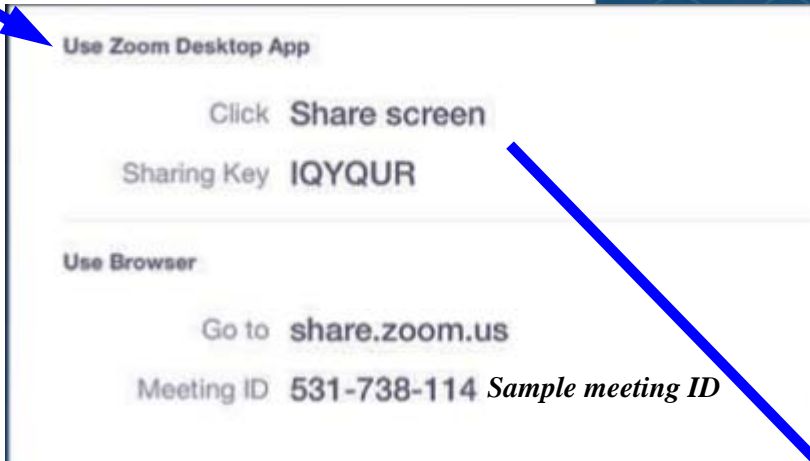 Use Zoom Desktop App
Click Share screen
Sharing Key IQYQUR
Use Browser
Go to share.zoom.us
Meeting ID 531-738-114 Sample meeting ID